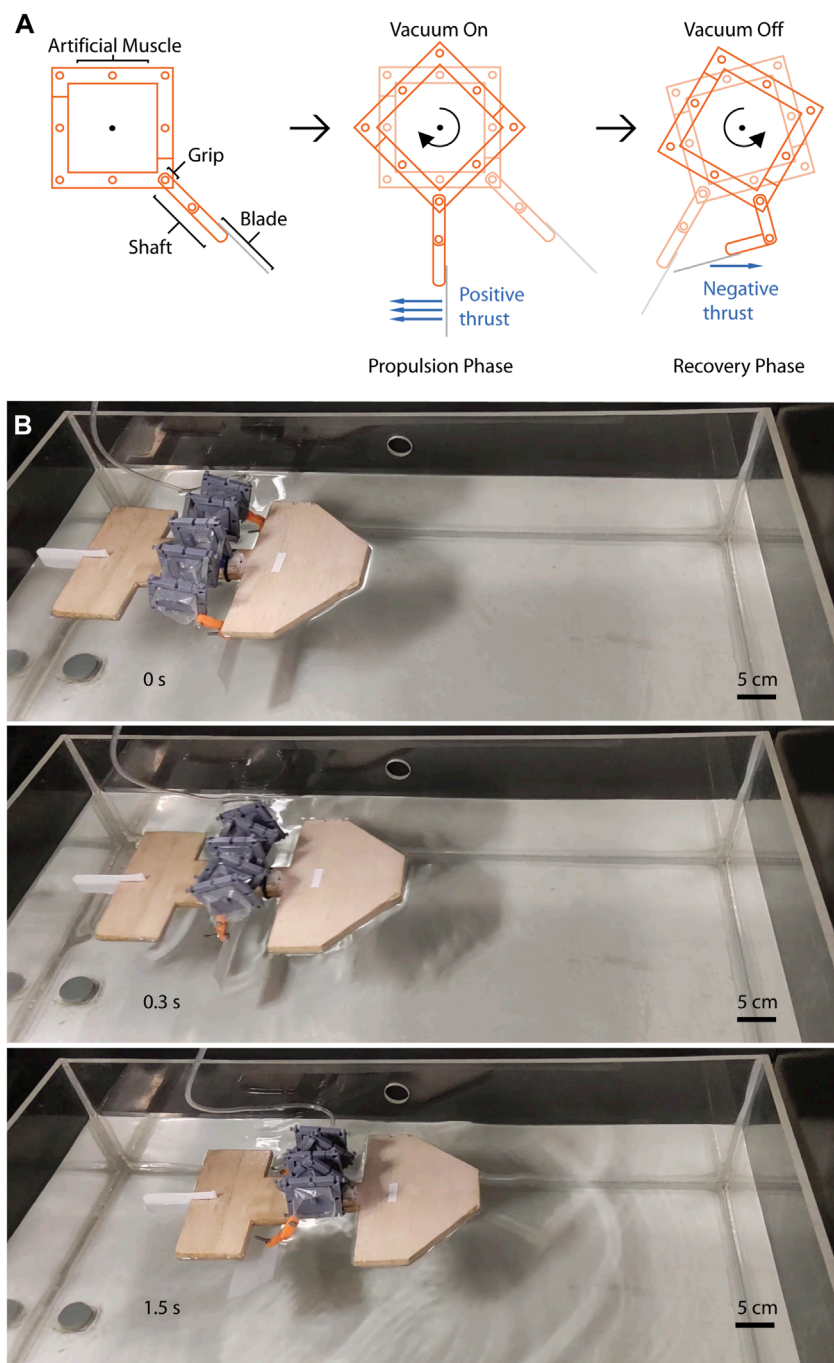 A
Artificial Muscle
Grip
Shaft
Blade
Vacuum On
Positive
thrust
Propulsion Phase
Vacuum Off
Negative
thrust
Recovery Phase
B
0 s
5 cm
0.3 s
5 cm
1.5 s
5 cm